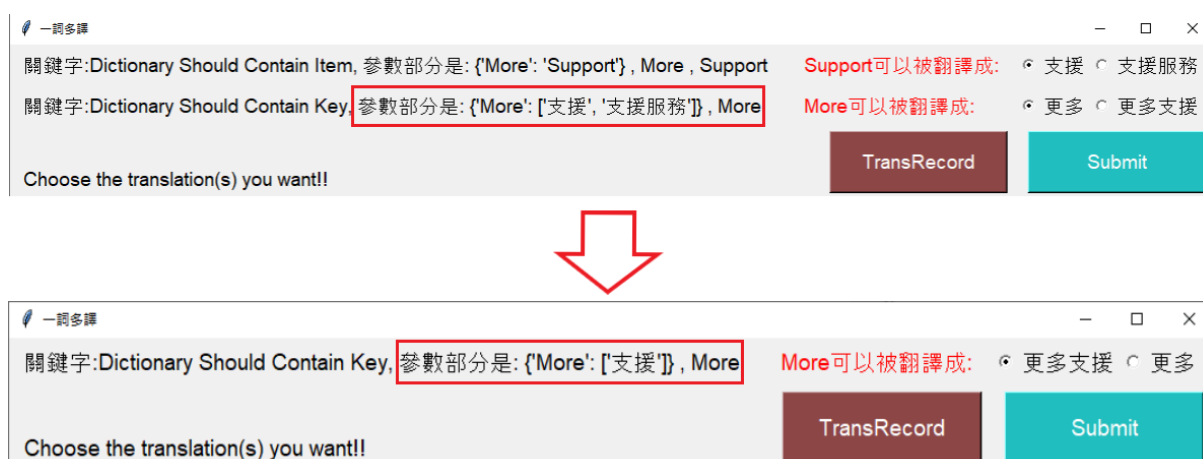 一詞多譯
關鍵字:Dictionary Should Contain Item, 參數部分是: {'More': 'Support'} , More , Support Support可以被翻譯成: 支援 支援服務
關鍵字:Dictionary Should Contain Key, 參數部分是: {'More': ['支援', '支援服務']} , More More可以被翻譯成: 更多 更多支援
TransRecord Submit
Choose the translation(s) you want!!
一詞多譯
關鍵字:Dictionary Should Contain Key, 參數部分是: {'More': ['支援']} , More More可以被翻譯成: 更多支援 更多
TransRecord Submit
Choose the translation(s) you want!!